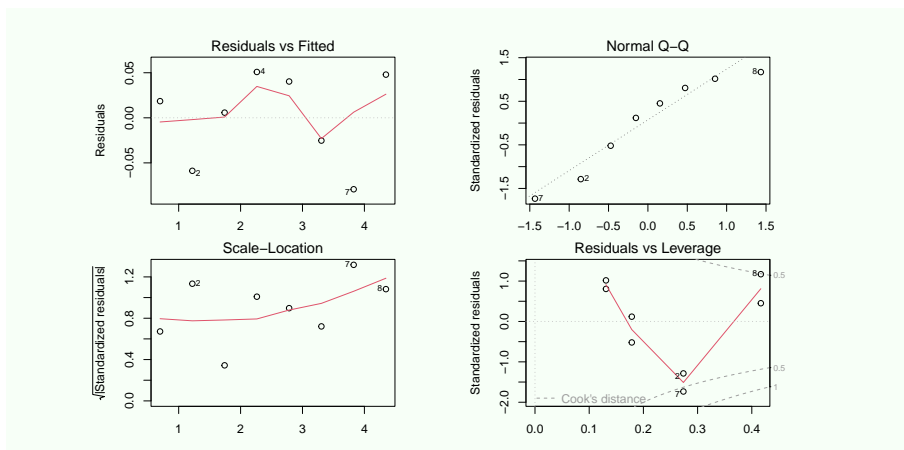 Residuals vs Fitted
Residuals
0.05
0.00
−0.05
4
2
7
1 2 3 4
Normal Q−Q
Standardized residuals
1.5
0.5
−0.5
−1.5
8
2
7
−1.5 −1.0 −0.5 0.0 0.5 1.0 1.5
Scale−Location
√|Standardized residuals|
1.2
0.8
0.4
0.0
2
7
8
1 2 3 4
Residuals vs Leverage
Standardized residuals
1.0
0.0
−1.0
−2.0
8
0.5
2
0.5
7
1
Cook's distance
0.0 0.1 0.2 0.3 0.4